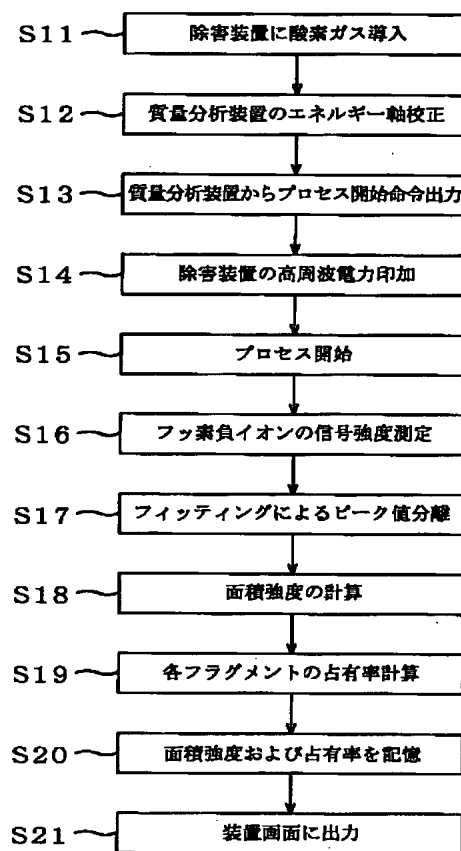 S11 除害装置に酸素ガス導入
S12 質量分析装置のエネルギー軸校正
S13 質量分析装置からプロセス開始命令出力
S14 除害装置の高周波電力印加
S15 プロセス開始
S16 フッ素負イオンの信号強度測定
S17 フィッティングによるピーク値分離
S18 面積強度の計算
S19 各フラグメントの占有率計算
S20 面積強度および占有率を記憶
S21 装置画面に出力